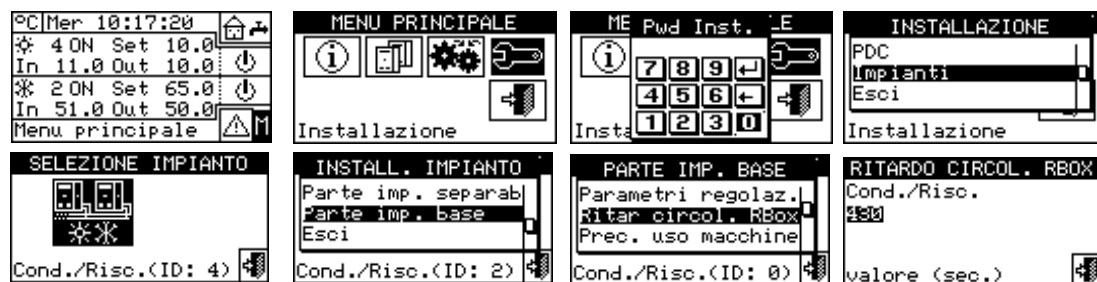 °C Mer 10:17:20
4 ON Set 10.0
In 11.0 Out 10.0
2 ON Set 65.0
In 51.0 Out 50.0
Menu principale M
MENU PRINCIPALE
i
Installazione
ME Pwd Inst. LE
i
7 8 9
4 5 6
1 2 3 0
Insta
INSTALLAZIONE
PDC
Impianti
Esci
Installazione
SELEZIONE IMPIANTO
Cond./Risc.(ID: 4)
INSTALL. IMPIANTO
Parte imp. separab
Parte imp. base
Esci
Cond./Risc.(ID: 2)
PARTE IMP. BASE
Parametri regolaz.
Ritar circol. RBox
Prec. uso macchine
Cond./Risc.(ID: 0)
RITARDO CIRCOL. RBOX
Cond./Risc.
430
valore (sec.)